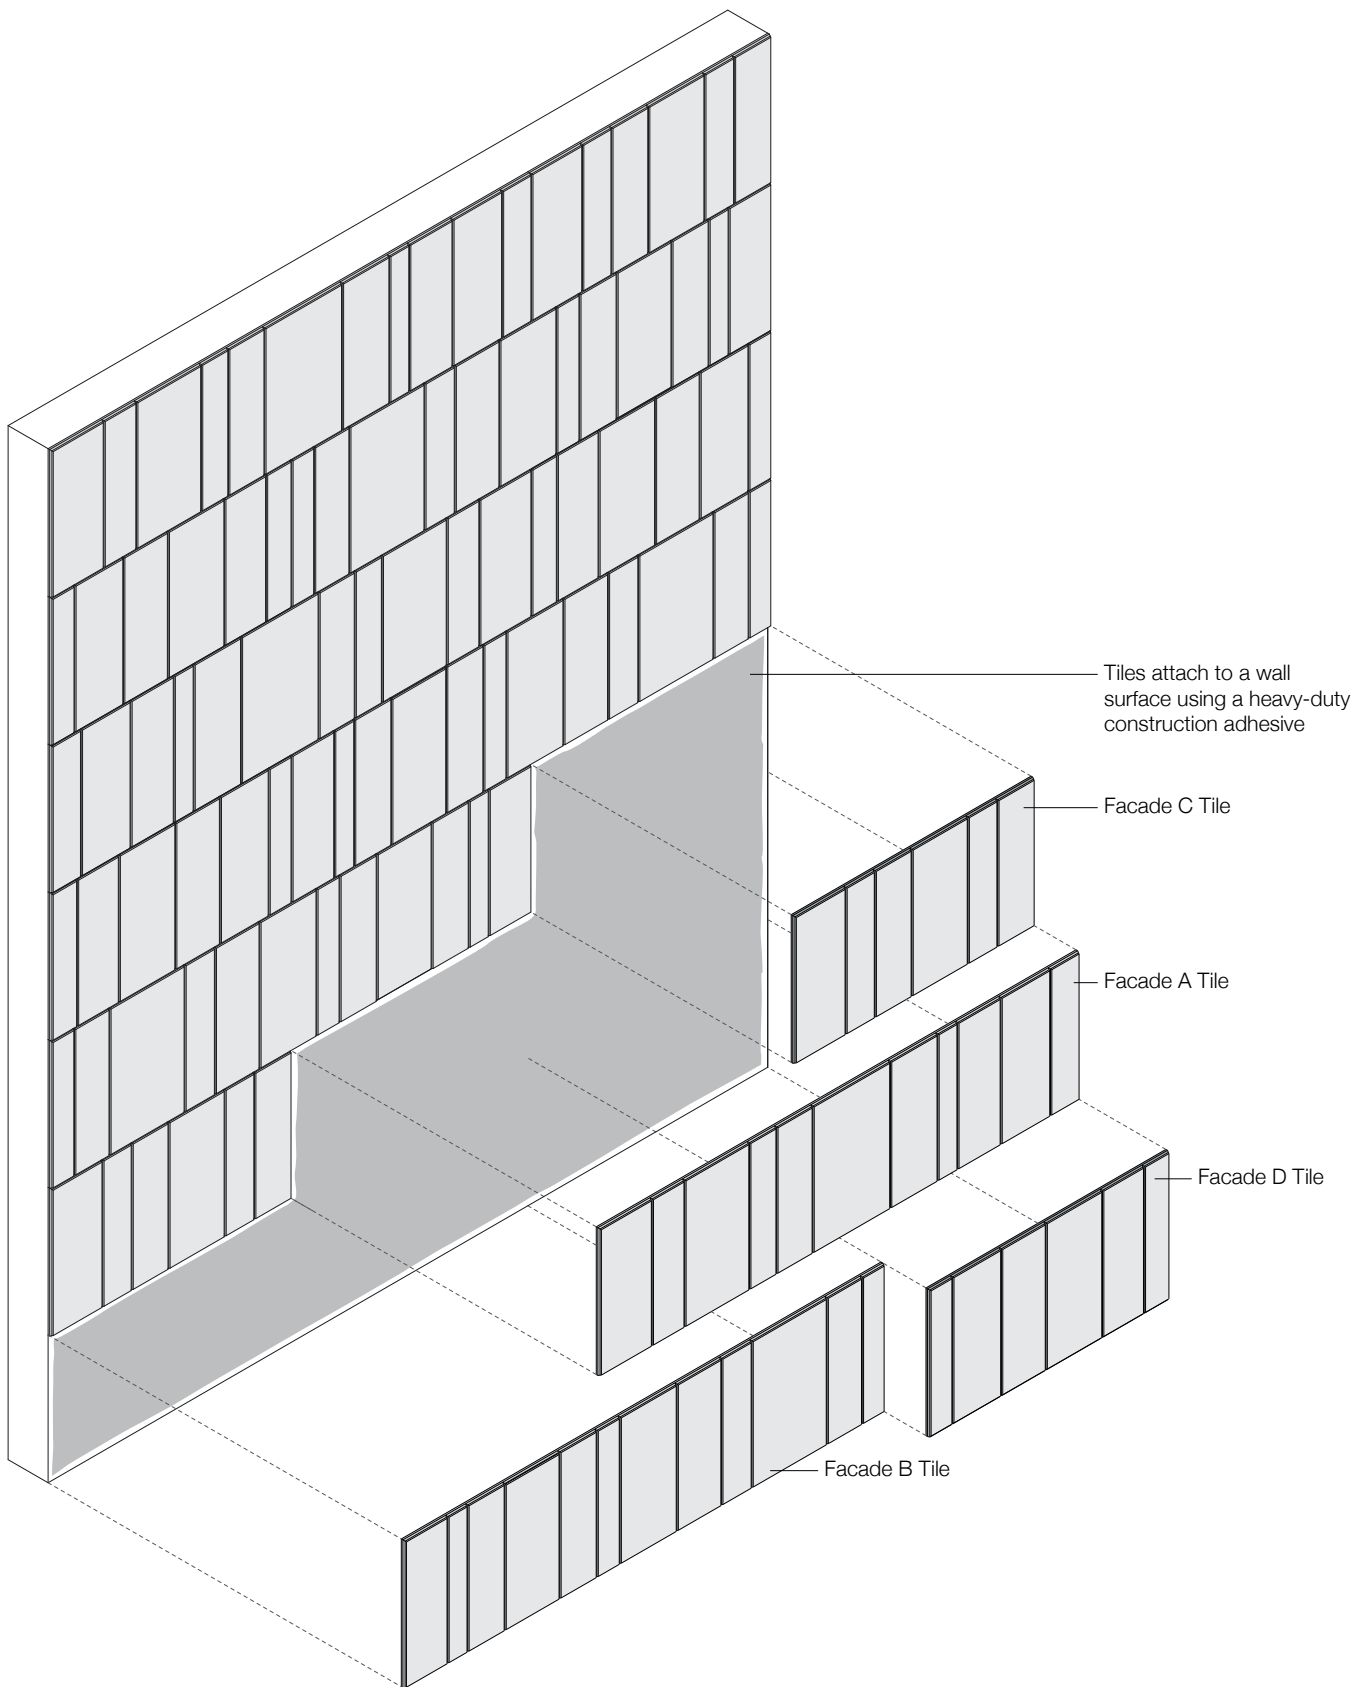 Tiles attach to a wall
surface using a heavy-duty
construction adhesive
Facade C Tile
Facade A Tile
Facade D Tile
Facade B Tile